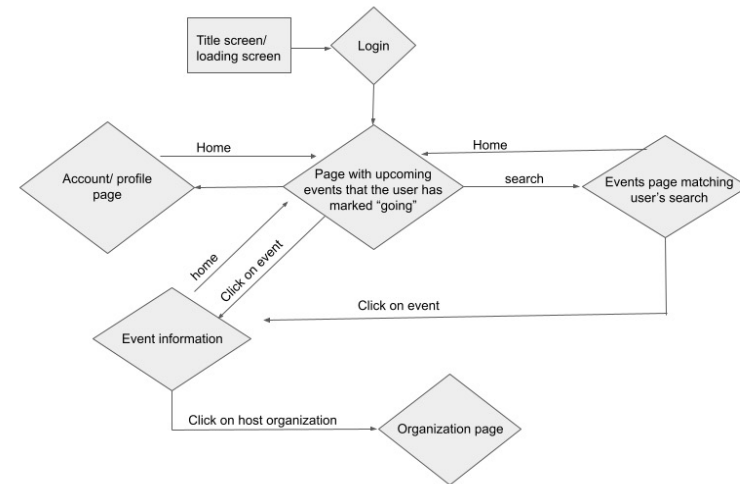 Title screen/
loading screen
Login
Home
Home
Account/ profile
page
Page with upcoming
events that the user has
marked “going”
search
Events page matching
user’s search
home
Click on event
Click on event
Event information
Click on host organization
Organization page